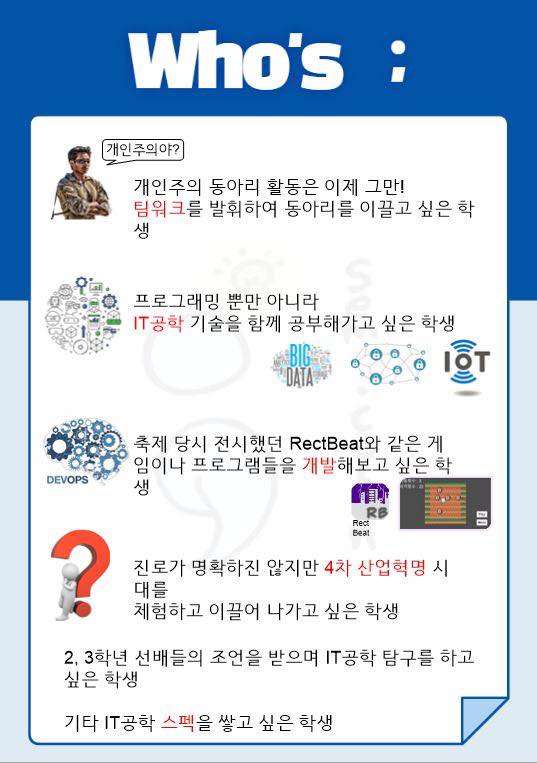 Who's ;
개인주의야?
개인주의 동아리 활동은 이제 그만!
팀워크를 발휘하여 동아리를 이끌고 싶은 학
생
프로그래밍 뿐만 아니라
IT공학 기술을 함께 공부해가고 싶은 학생
BIG
DATA
IoT
축제 당시 전시했던 RectBeat와 같은 게
임이나 프로그램들을 개발해보고 싶은 학
생
DEVOPS
RB
Rect
Beat
진로가 명확하진 않지만 4차 산업혁명 시
대를
체험하고 이끌어 나가고 싶은 학생
2, 3학년 선배들의 조언을 받으며 IT공학 탐구를 하고
싶은 학생
기타 IT공학 스펙을 쌓고 싶은 학생